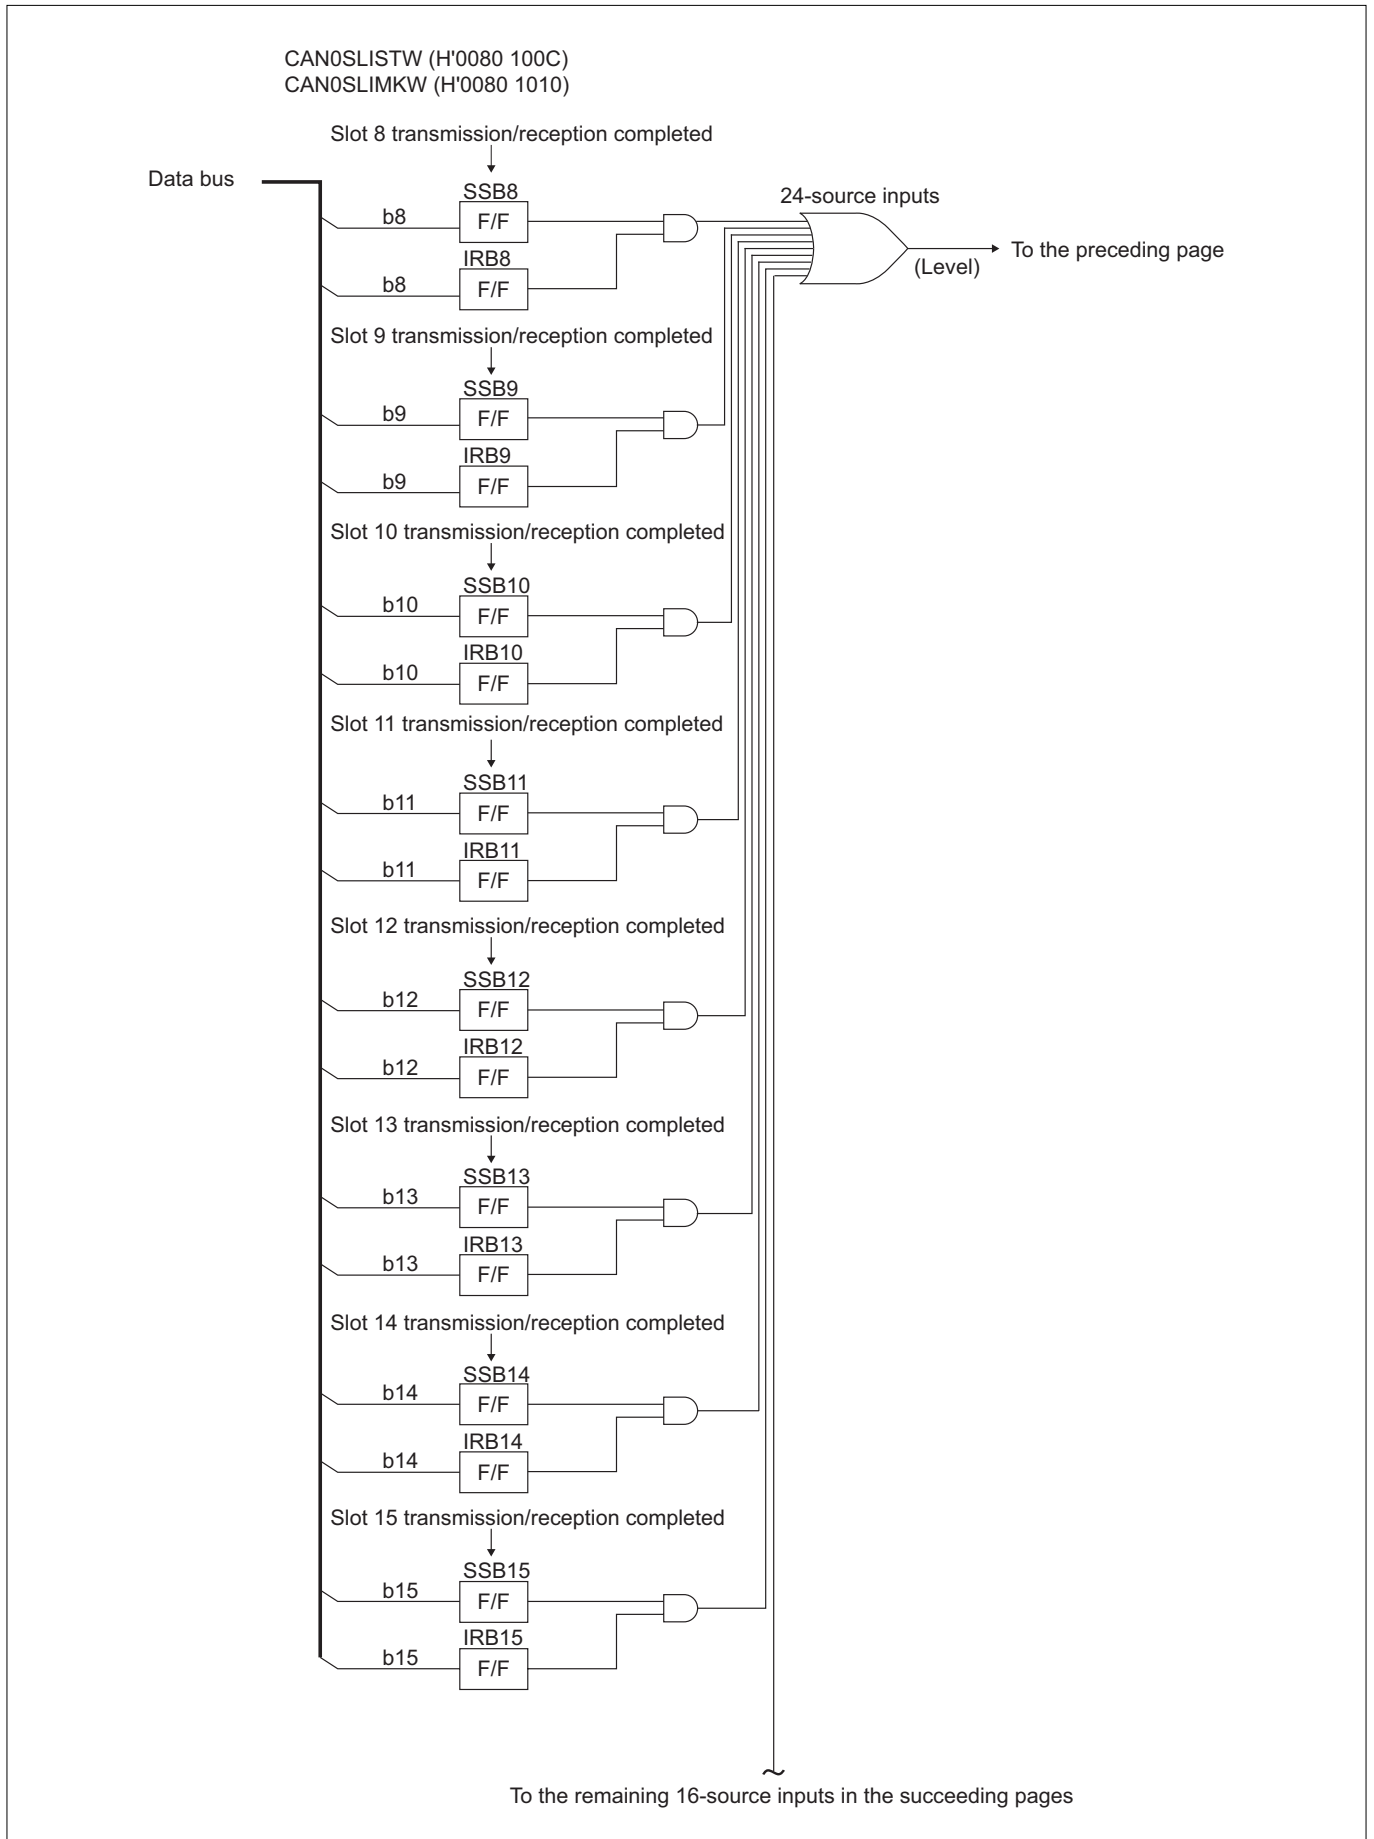 CAN0SLISTW (H'0080 100C)
CAN0SLIMKW (H'0080 1010)
Slot 8 transmission/reception completed
Data bus
SSB8
24-source inputs
b8
F/F
To the preceding page
(Level)
IRB8
b8
F/F
Slot 9 transmission/reception completed
SSB9
b9
F/F
IRB9
b9
F/F
Slot 10 transmission/reception completed
SSB10
b10
F/F
IRB10
b10
F/F
Slot 11 transmission/reception completed
SSB11
b11
F/F
IRB11
b11
F/F
Slot 12 transmission/reception completed
SSB12
b12
F/F
IRB12
b12
F/F
Slot 13 transmission/reception completed
SSB13
b13
F/F
IRB13
b13
F/F
Slot 14 transmission/reception completed
SSB14
b14
F/F
IRB14
b14
F/F
Slot 15 transmission/reception completed
SSB15
b15
F/F
IRB15
b15
F/F
To the remaining 16-source inputs in the succeeding pages